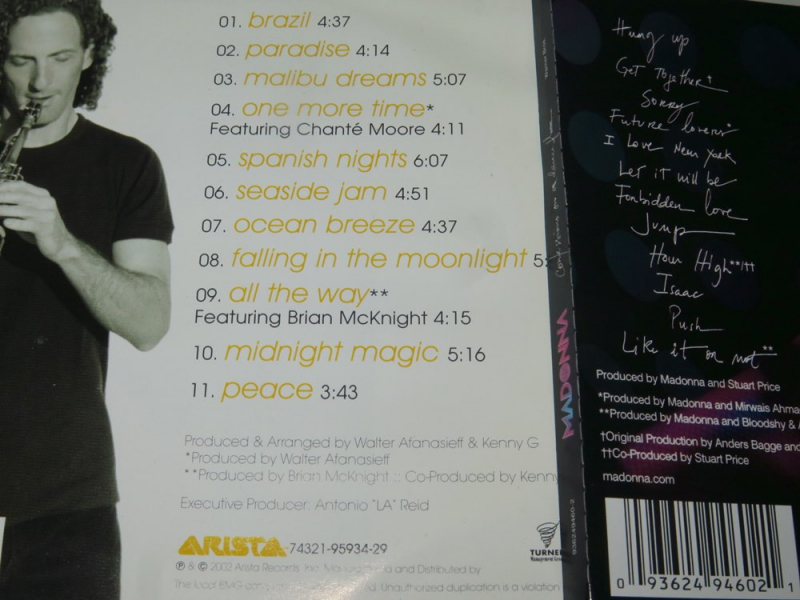 01. brazil 4:37
02. paradise 4:14
03. malibu dreams 5:07
04. one more time*
Featuring Chanté Moore 4:11
05. spanish nights 6:07
06. seaside jam 4:51
07. ocean breeze 4:37
08. falling in the moonlight 5:
09. all the way**
Featuring Brian McKnight 4:15
10. midnight magic 5:16
11. peace 3:43
Produced & Arranged by Walter Afanasieff & Kenny G
*Produced by Walter Afanasieff
**Produced by Brian McKnight :: Co-Produced by Kenny
Executive Producer: Antonio "LA" Reid
ARISTA 74321-95934-29
℗ & © 2002 Arista Records, Inc. and Distributed by
Unauthorized duplication is a violation
TURNER
MADONNA
Hung up
Get Together†
Sorry
Future lovers*
I Love New York
Let it will be
Forbidden love
Jump
How High**/††
Isaac
Push
Like it or not**
Produced by Madonna and Stuart Price
*Produced by Madonna and Mirwais Ahma
**Produced by Madonna and Bloodshy &
†Original Production by Anders Bagge and
††Co-Produced by Stuart Price
madonna.com
0 93624 94602 1